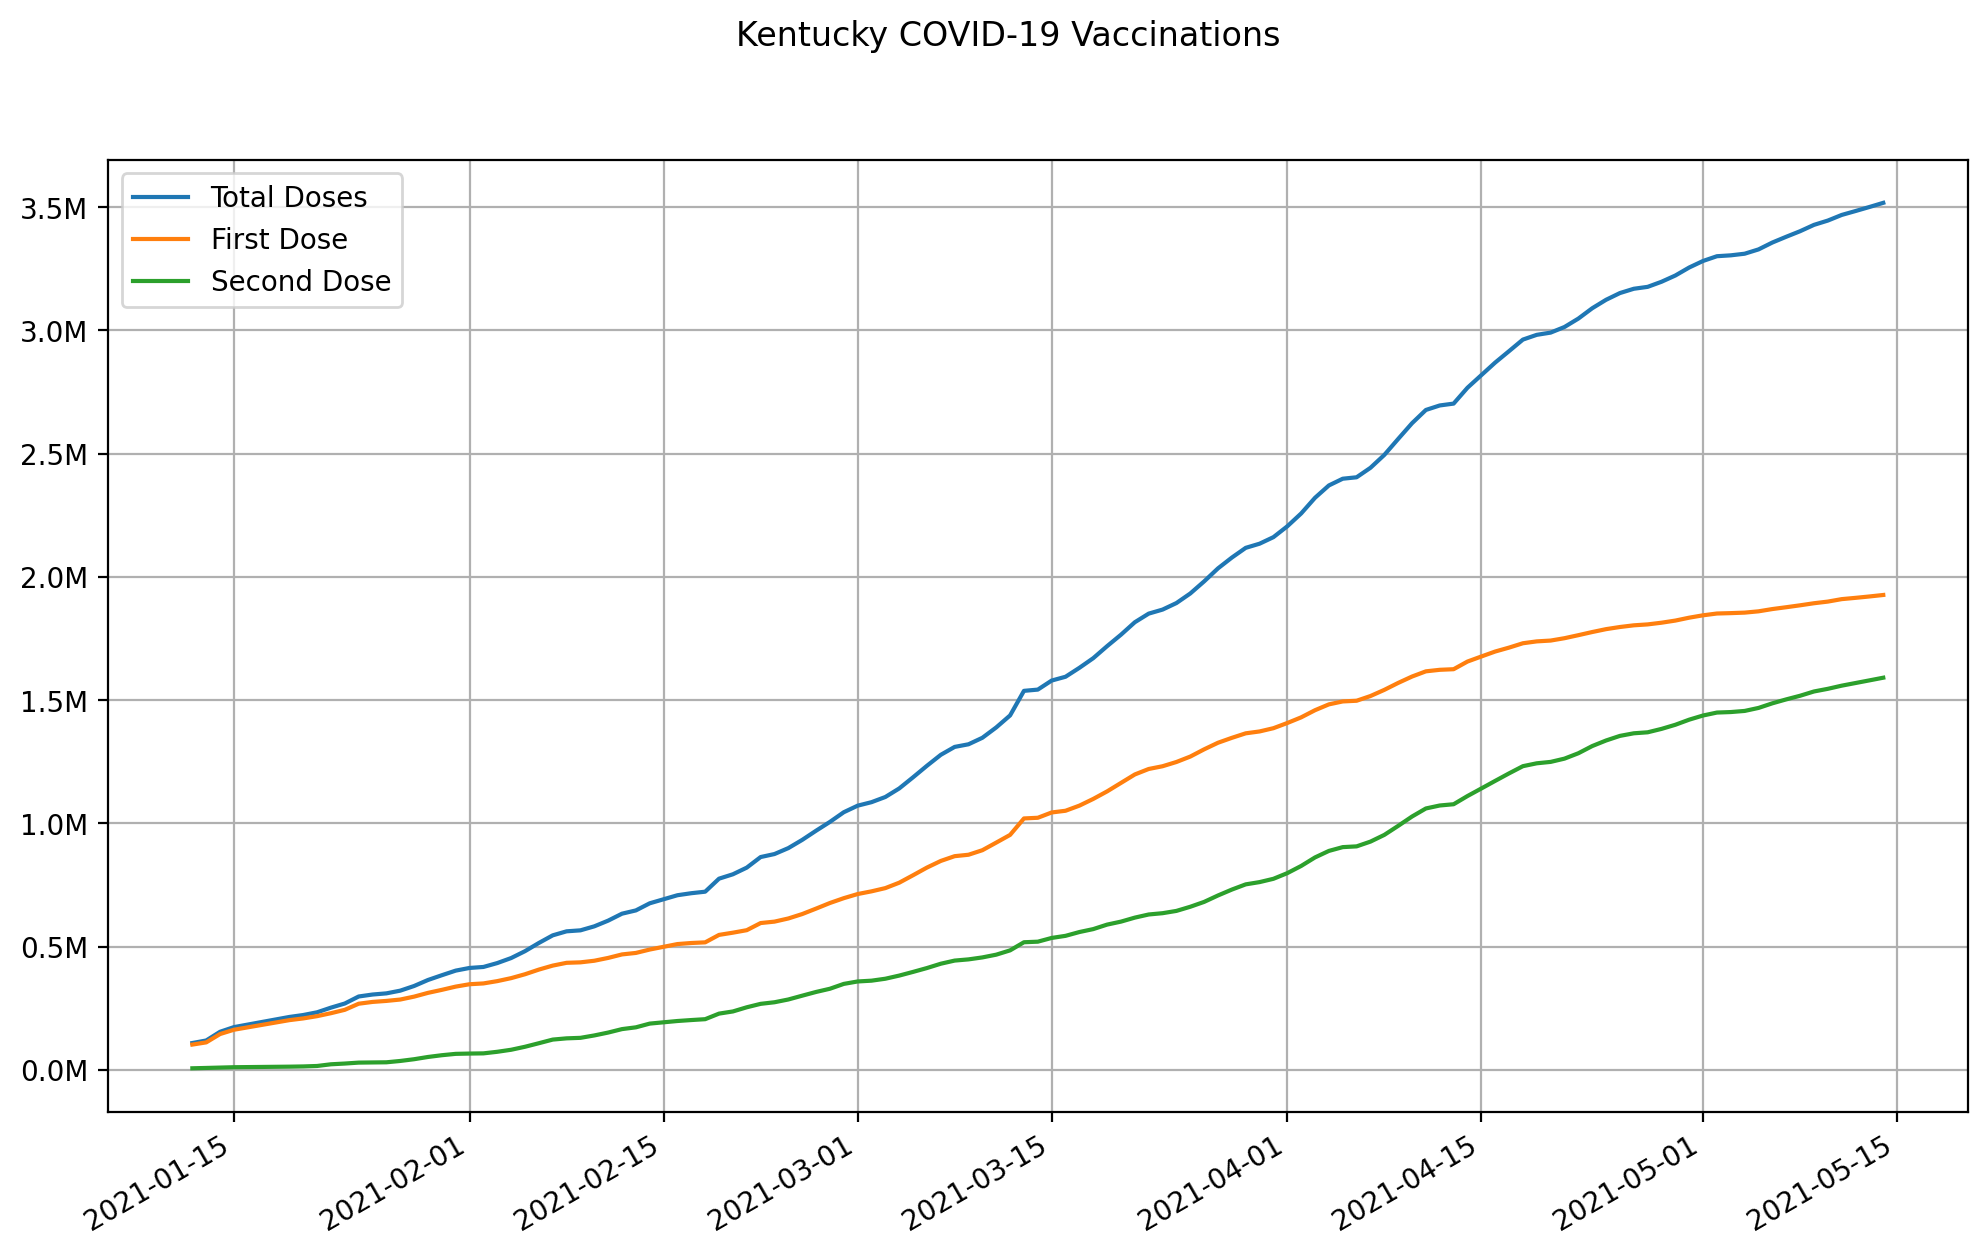 Kentucky COVID-19 Vaccinations
Total Doses
First Dose
Second Dose
3.5M
3.0M
2.5M
2.0M
1.5M
1.0M
0.5M
0.0M
2021-01-15
2021-02-01
2021-02-15
2021-03-01
2021-03-15
2021-04-01
2021-04-15
2021-05-01
2021-05-15